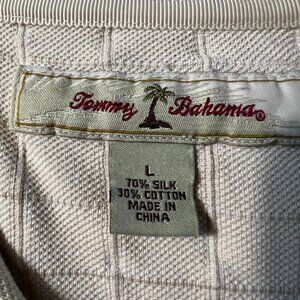 Tommy Bahama®
L
70% SILK
30% COTTON
MADE IN
CHINA